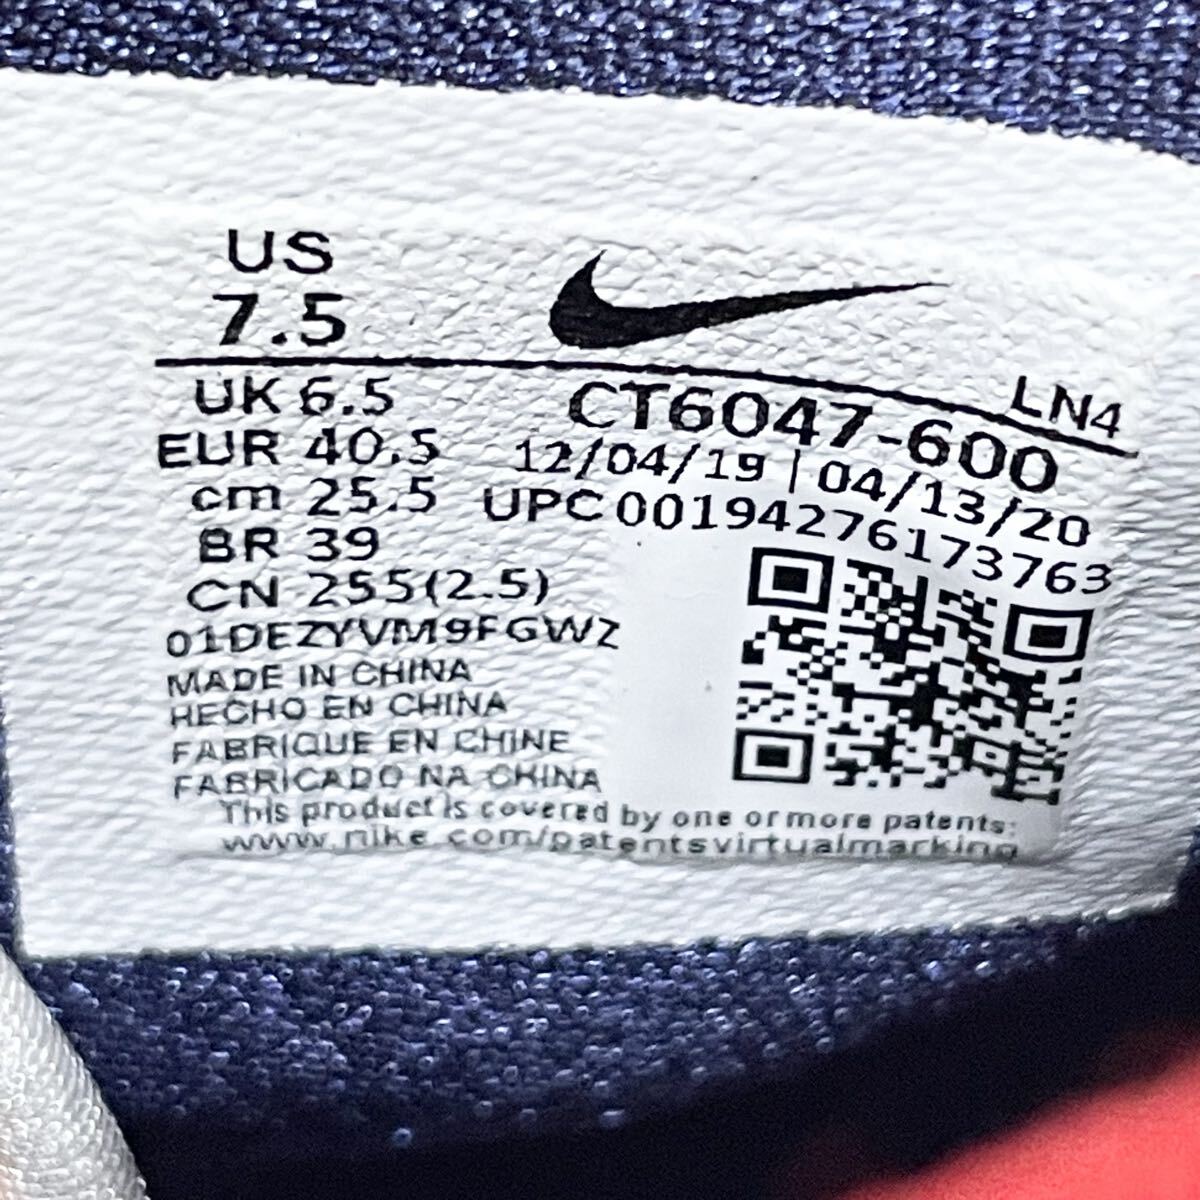 US
7.5
LN4
UK 6.5
CT6047-600
EUR 40.5
12/04/19 | 04/13/20
cm 25.5
UPC 00194276173763
BR 39
CN 255(2.5)
01DEZYVM9FGWZ
MADE IN CHINA
HECHO EN CHINA
FABRIQUE EN CHINE
FABRICADO NA CHINA
This product is covered by one or more patents:
www.nike.com/patentsvirtualmarking